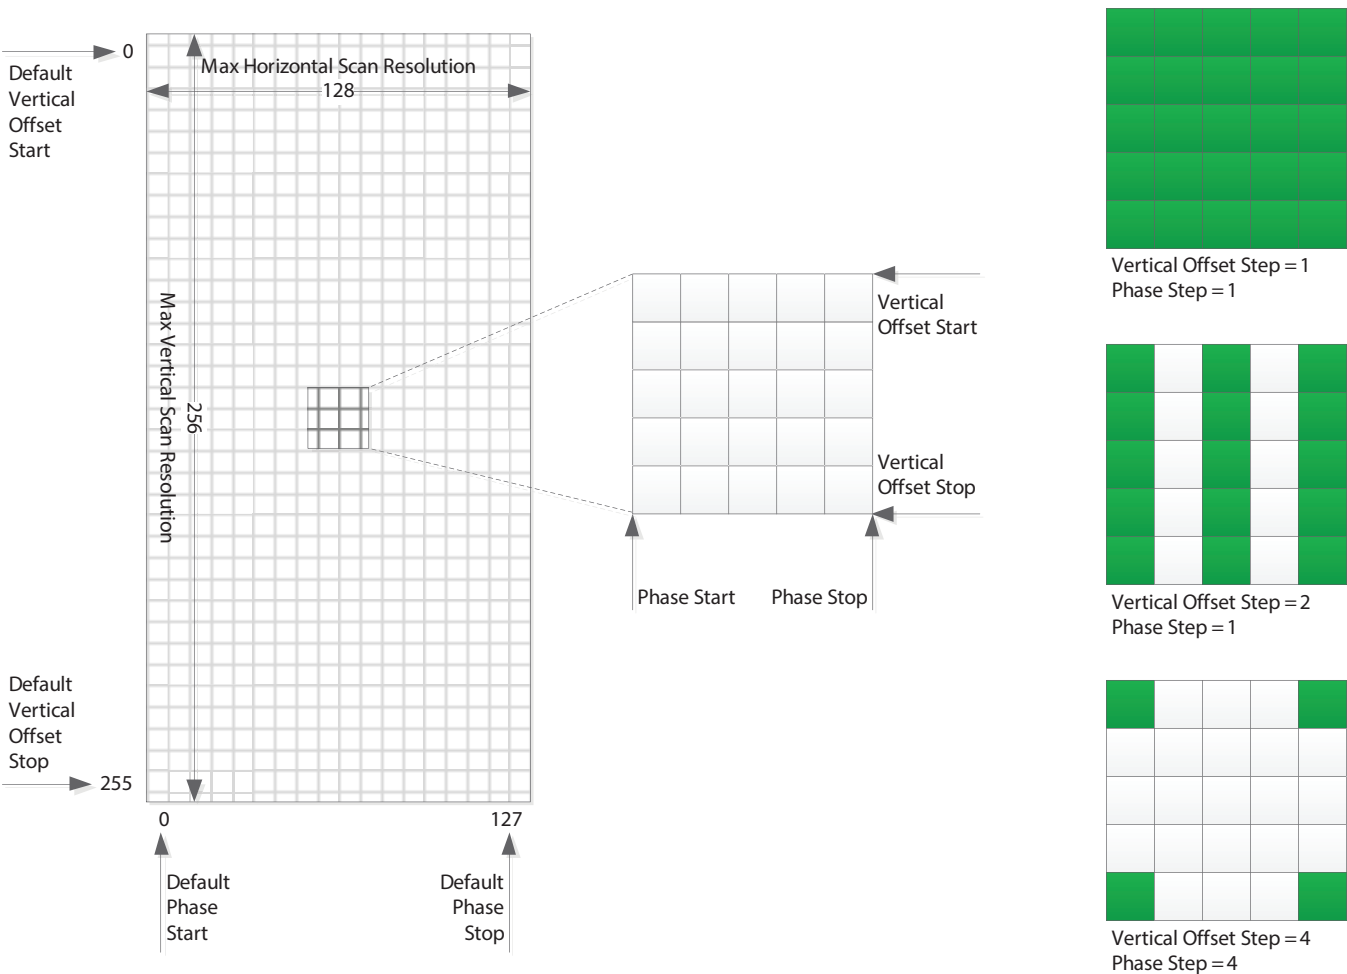 0
Default
Vertical
Offset
Start
Max Horizontal Scan Resolution
128
Max Vertical Scan Resolution
256
Default
Vertical
Offset
Stop
255
0
127
Default
Phase
Start
Default
Phase
Stop
Vertical
Offset Start
Vertical
Offset Stop
Phase Start
Phase Stop
Vertical Offset Step = 1
Phase Step = 1
Vertical Offset Step = 2
Phase Step = 1
Vertical Offset Step = 4
Phase Step = 4